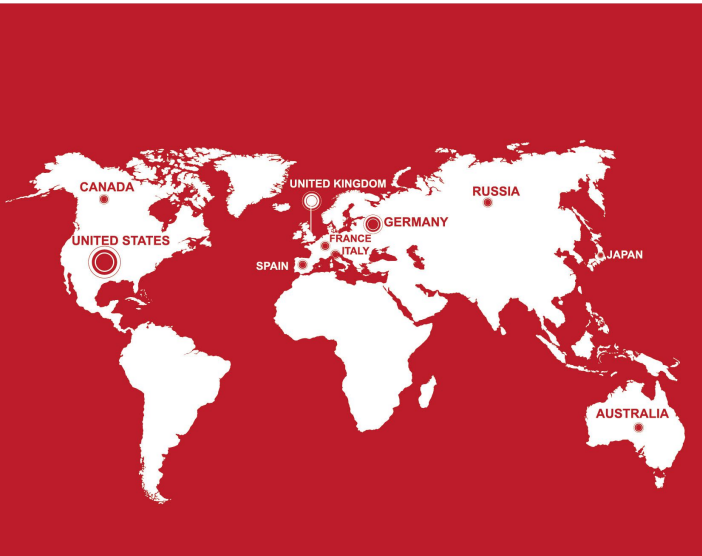 CANADA
UNITED KINGDOM
RUSSIA
GERMANY
UNITED STATES
FRANCE
ITALY
SPAIN
JAPAN
AUSTRALIA